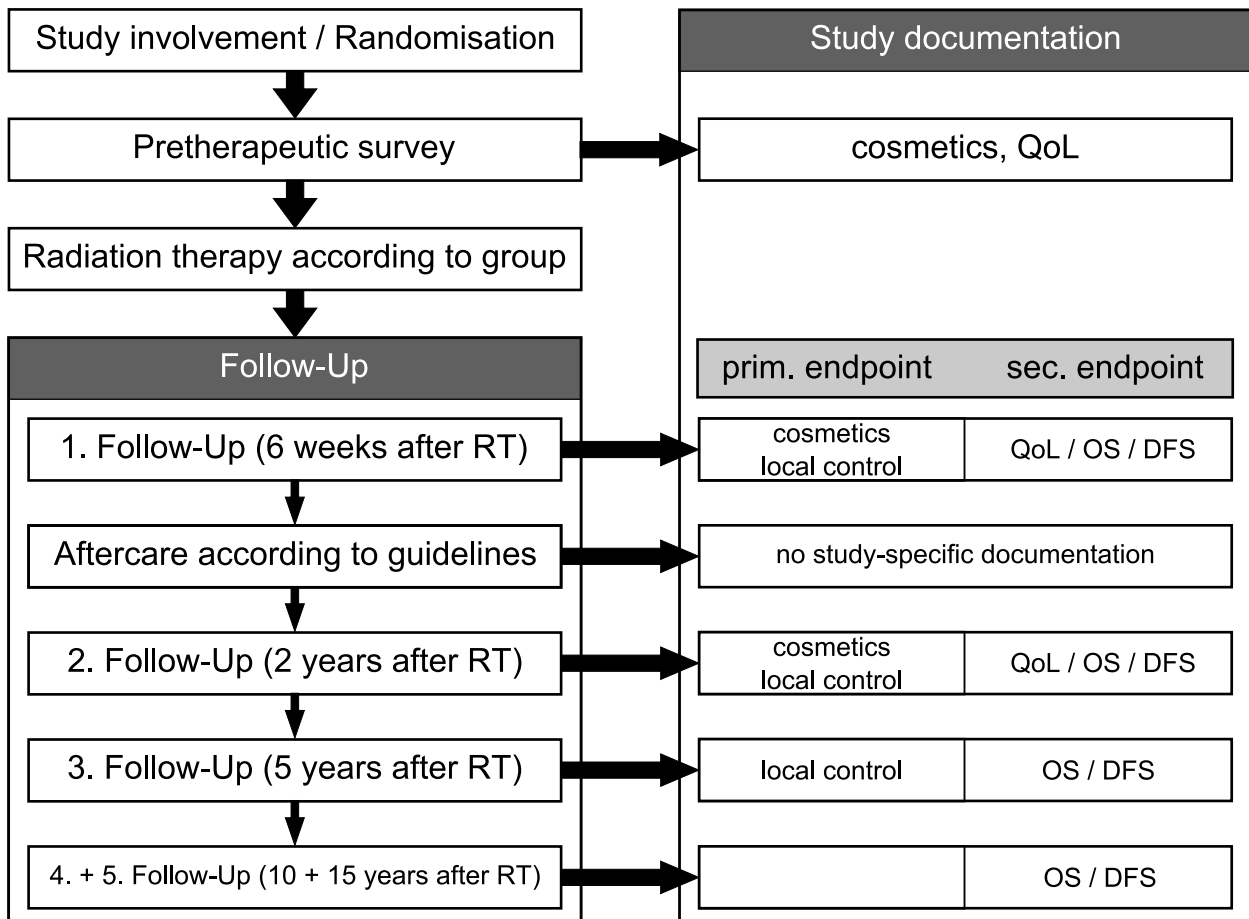 Study involvement / Randomisation
Study documentation
Pretherapeutic survey
cosmetics, QoL
Radiation therapy according to group
Follow-Up
prim. endpoint
sec. endpoint
1. Follow-Up (6 weeks after RT)
cosmetics
local control
QoL / OS / DFS
Aftercare according to guidelines
no study-specific documentation
2. Follow-Up (2 years after RT)
cosmetics
local control
QoL / OS / DFS
3. Follow-Up (5 years after RT)
local control
OS / DFS
4. + 5. Follow-Up (10 + 15 years after RT)
OS / DFS